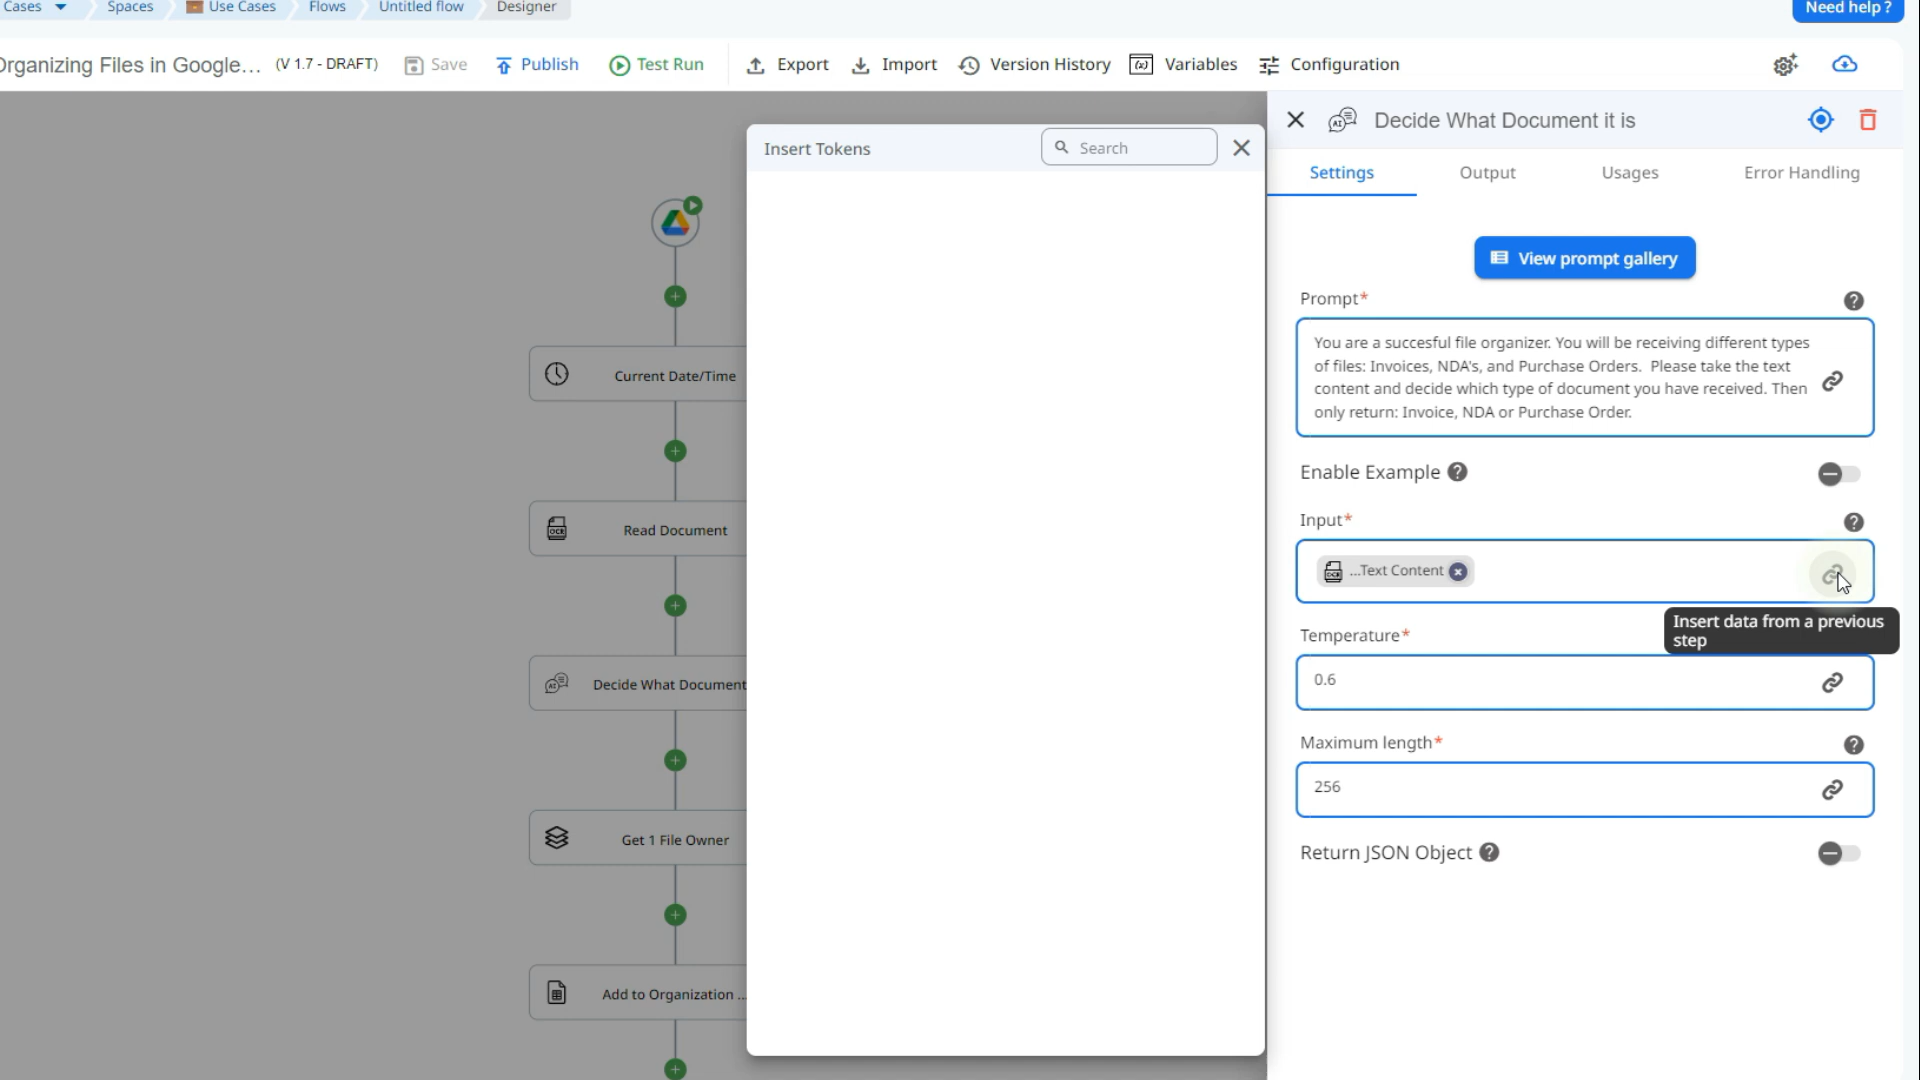 Cases
Spaces
Use Cases
Flows
Untitled flow
Designer
Need help ?
Organizing Files in Google...
(V 1.7 - DRAFT)
Save
Publish
Test Run
Export
Import
Version History
Variables
Configuration
Insert Tokens
Search
Decide What Document it is
Settings
Output
Usages
Error Handling
View prompt gallery
Prompt*
You are a succesful file organizer. You will be receiving different types
of files: Invoices, NDA's, and Purchase Orders. Please take the text
content and decide which type of document you have received. Then
only return: Invoice, NDA or Purchase Order.
Enable Example
Input*
OCR ...Text Content
Insert data from a previous
step
Temperature*
0.6
Maximum length*
256
Return JSON Object
Current Date/Time
OCR Read Document
AI Decide What Document
Get 1 File Owner
Add to Organization ...